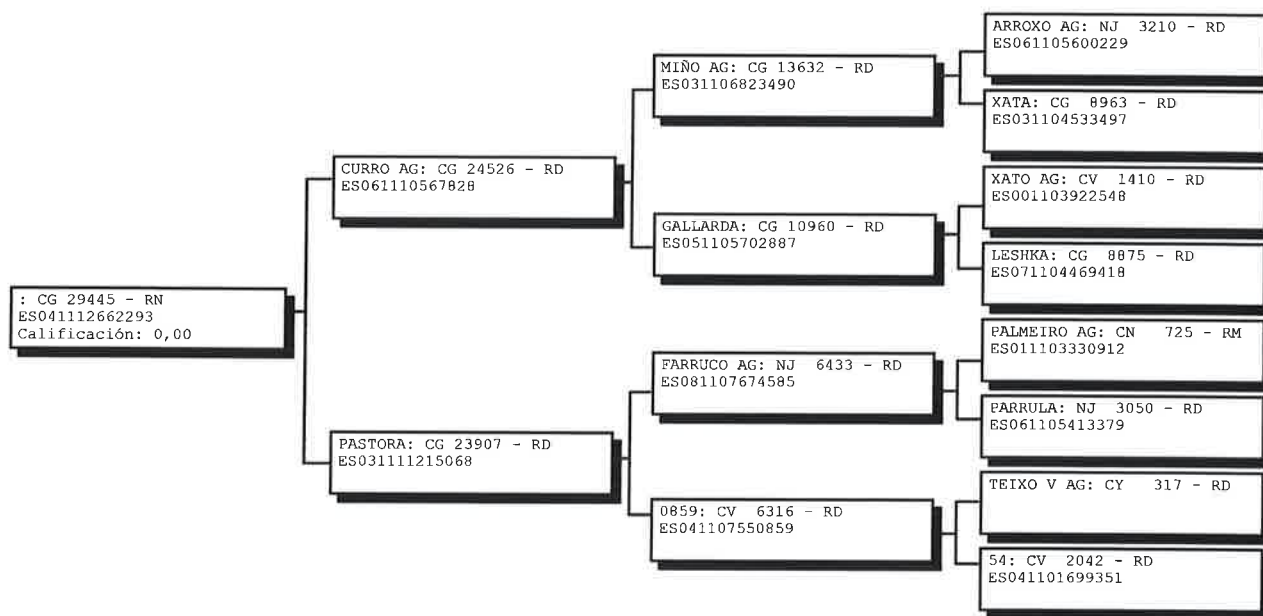 ARROXO AG: NJ 3210 - RD
ES061105600229
MIÑO AG: CG 13632 - RD
ES031106823490
XATA: CG 8963 - RD
ES031104533497
CURRO AG: CG 24526 - RD
ES061110567828
XATO AG: CV 1410 - RD
ES001103922548
GALLARDA: CG 10960 - RD
ES051105702887
LESHKA: CG 8875 - RD
ES071104469418
: CG 29445 - RN
ES041112662293
Calificación: 0,00
PALMEIRO AG: CN 725 - RM
ES011103330912
FARRUCO AG: NJ 6433 - RD
ES081107674585
PARRULA: NJ 3050 - RD
ES061105413379
PASTORA: CG 23907 - RD
ES031111215068
TEIXO V AG: CY 317 - RD
0859: CV 6316 - RD
ES041107550859
54: CV 2042 - RD
ES041101699351